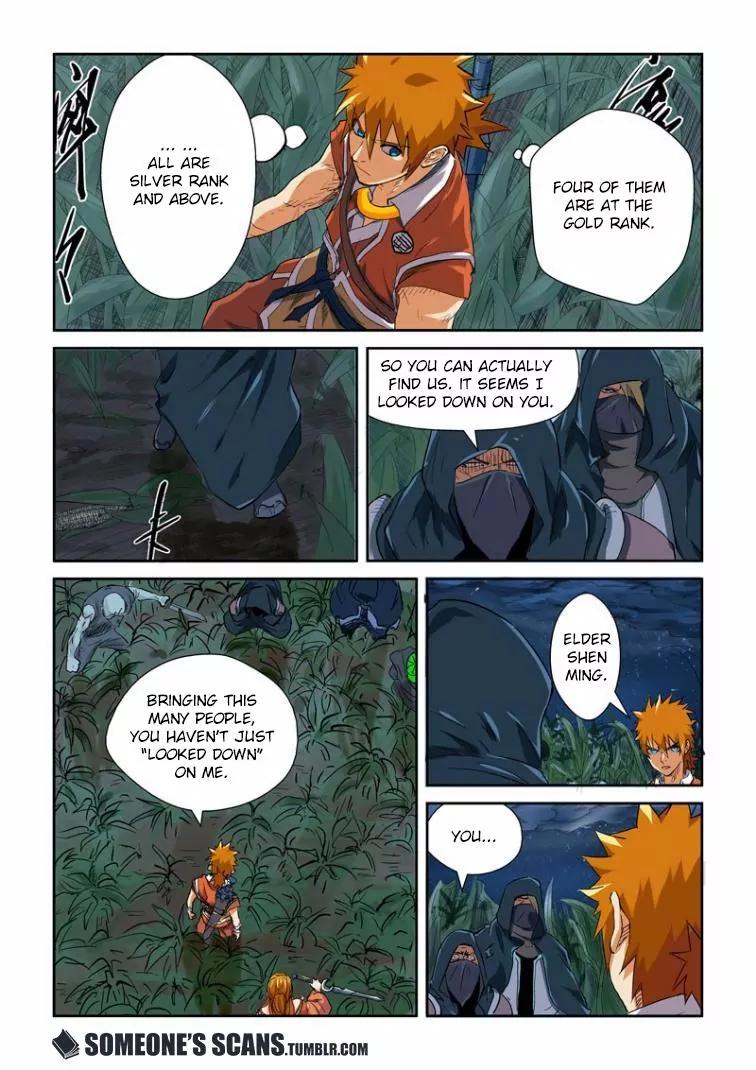 ... ...
ALL ARE
SILVER RANK
AND ABOVE.
FOUR OF THEM
ARE AT THE
GOLD RANK.
SO YOU CAN ACTUALLY
FIND US. IT SEEMS I
LOOKED DOWN ON YOU.
BRINGING THIS
MANY PEOPLE,
YOU HAVEN'T JUST
"LOOKED DOWN"
ON ME.
ELDER
SHEN
MING.
YOU...
SOMEONE'S SCANS.TUMBLR.COM